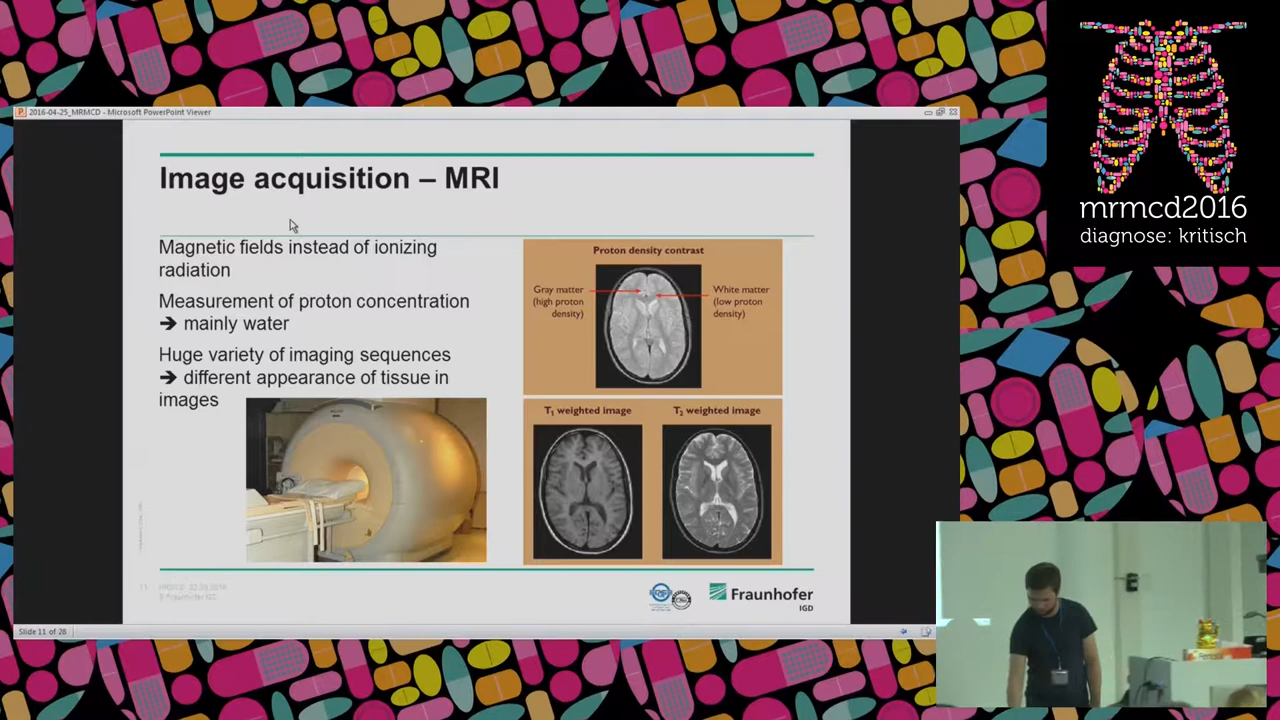 2016-04-25_MRMCD - Microsoft PowerPoint Viewer
Image acquisition – MRI
Magnetic fields instead of ionizing
radiation
Measurement of proton concentration
➔ mainly water
Huge variety of imaging sequences
➔ different appearance of tissue in
images
Proton density contrast
Gray matter
(high proton
density)
White matter
(low proton
density)
T1 weighted image
T2 weighted image
11
© Fraunhofer IGD
Fraunhofer
IGD
Slide 11 of 28
mrmcd2016
diagnose: kritisch